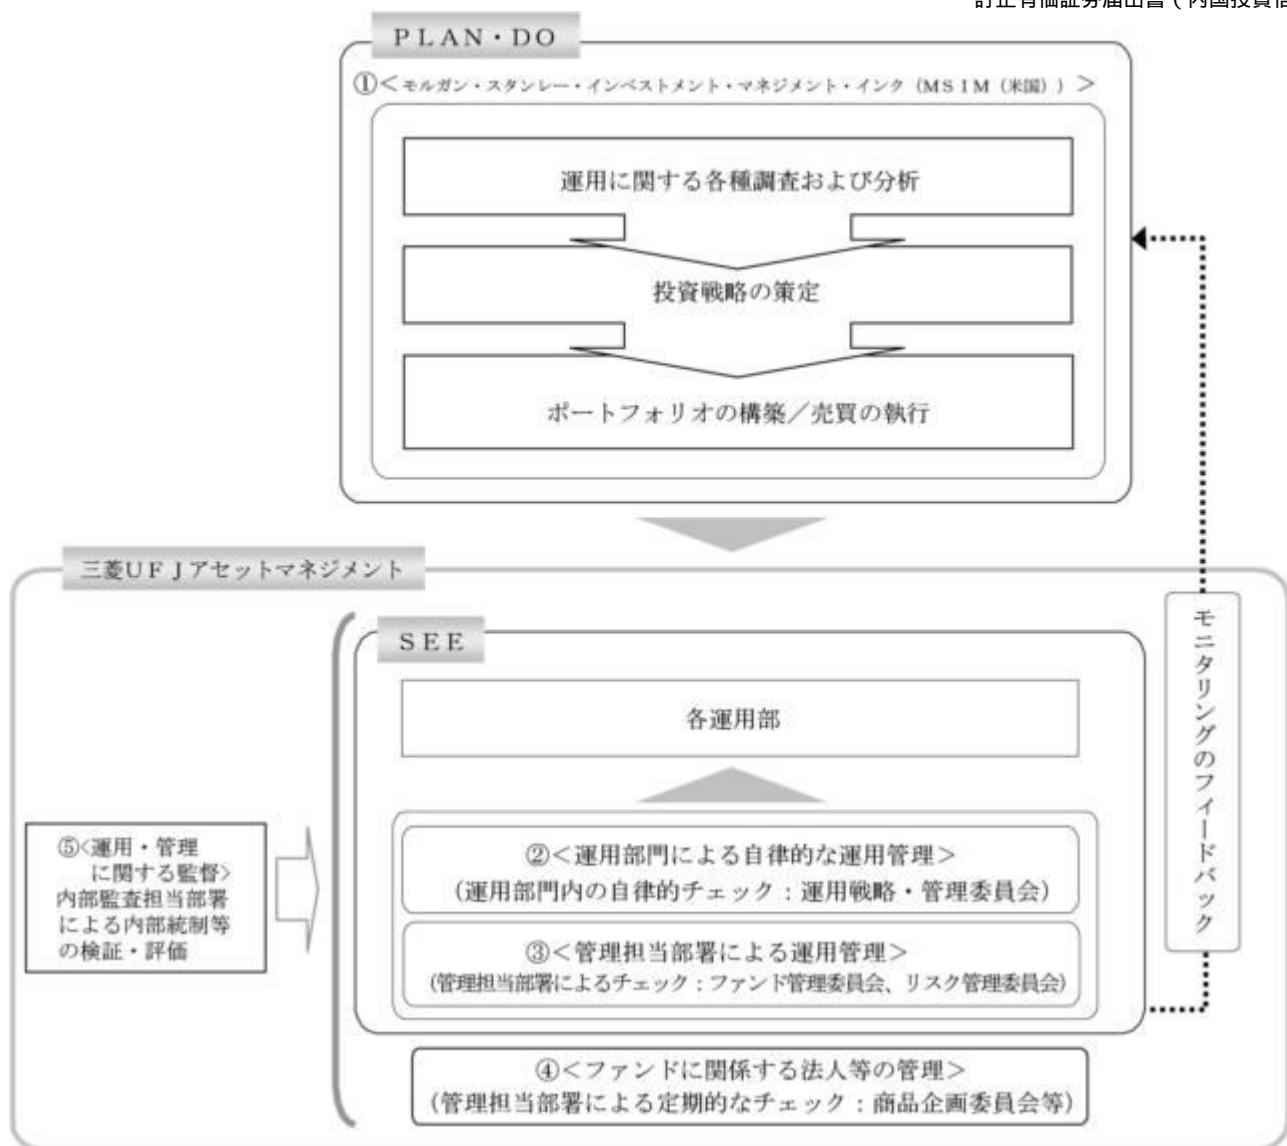 訂正有価証券届出書（内国投資信
ＰＬＡＮ・ＤＯ
①＜モルガン・スタンレー・インベストメント・マネジメント・インク（ＭＳＩＭ（米国））＞
運用に関する各種調査および分析
投資戦略の策定
ポートフォリオの構築／売買の執行
三菱ＵＦＪアセットマネジメント
ＳＥＥ
各運用部
②＜運用部門による自律的な運用管理＞
（運用部門内の自律的チェック：運用戦略・管理委員会）
③＜管理担当部署による運用管理＞
（管理担当部署によるチェック：ファンド管理委員会、リスク管理委員会）
④＜ファンドに関係する法人等の管理＞
（管理担当部署による定期的なチェック：商品企画委員会等）
⑤<運用・管理
に関する監督>
内部監査担当部署
による内部統制等
の検証・評価
モニタリングのフィードバック